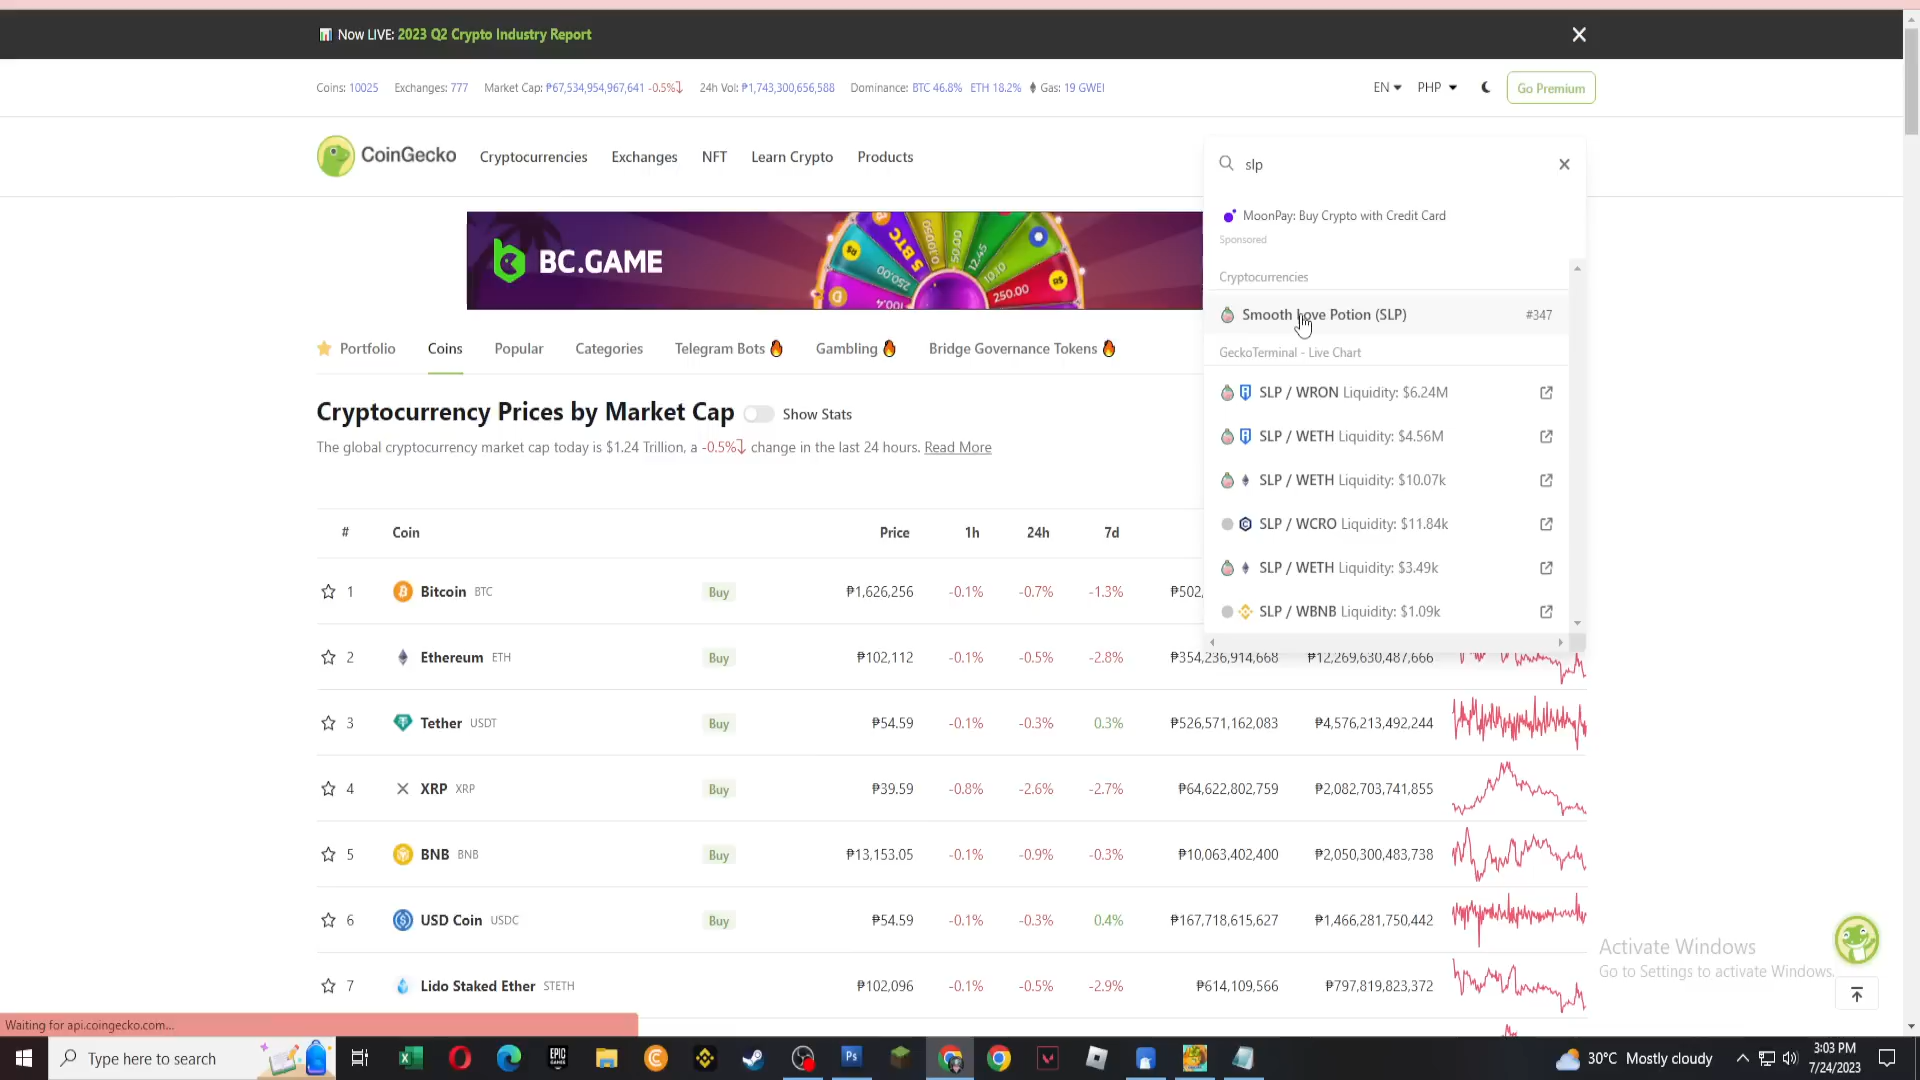 Now LIVE: 2023 Q2 Crypto Industry Report
Coins: 10025 Exchanges: 777 Market Cap: ₱67,534,954,967,641 -0.5% 24h Vol: ₱1,743,300,656,588 Dominance: BTC 46.8% ETH 18.2% Gas: 19 GWEI
EN PHP Go Premium
CoinGecko Cryptocurrencies Exchanges NFT Learn Crypto Products
slp
MoonPay: Buy Crypto with Credit Card
Sponsored
Cryptocurrencies
Smooth Love Potion (SLP) #347
GeckoTerminal - Live Chart
SLP / WRON Liquidity: $6.24M
SLP / WETH Liquidity: $4.56M
SLP / WETH Liquidity: $10.07k
SLP / WCRO Liquidity: $11.84k
SLP / WETH Liquidity: $3.49k
SLP / WBNB Liquidity: $1.09k
BC.GAME
Portfolio Coins Popular Categories Telegram Bots Gambling Bridge Governance Tokens
Cryptocurrency Prices by Market Cap Show Stats
The global cryptocurrency market cap today is $1.24 Trillion, a -0.5% change in the last 24 hours. Read More
# Coin Price 1h 24h 7d
1 Bitcoin BTC Buy ₱1,626,256 -0.1% -0.7% -1.3% ₱502,
2 Ethereum ETH Buy ₱102,112 -0.1% -0.5% -2.8% ₱354,236,914,668 ₱12,269,630,487,666
3 Tether USDT Buy ₱54.59 -0.1% -0.3% 0.3% ₱526,571,162,083 ₱4,576,213,492,244
4 XRP XRP Buy ₱39.59 -0.8% -2.6% -2.7% ₱64,622,802,759 ₱2,082,703,741,855
5 BNB BNB Buy ₱13,153.05 -0.1% -0.9% -0.3% ₱10,063,402,400 ₱2,050,300,483,738
6 USD Coin USDC Buy ₱54.59 -0.1% -0.3% 0.4% ₱167,718,615,627 ₱1,466,281,750,442
7 Lido Staked Ether STETH ₱102,096 -0.1% -0.5% -2.9% ₱614,109,566 ₱797,819,823,372
Activate Windows
Go to Settings to activate Windows.
Waiting for api.coingecko.com...
Type here to search
30°C Mostly cloudy
3:03 PM
7/24/2023